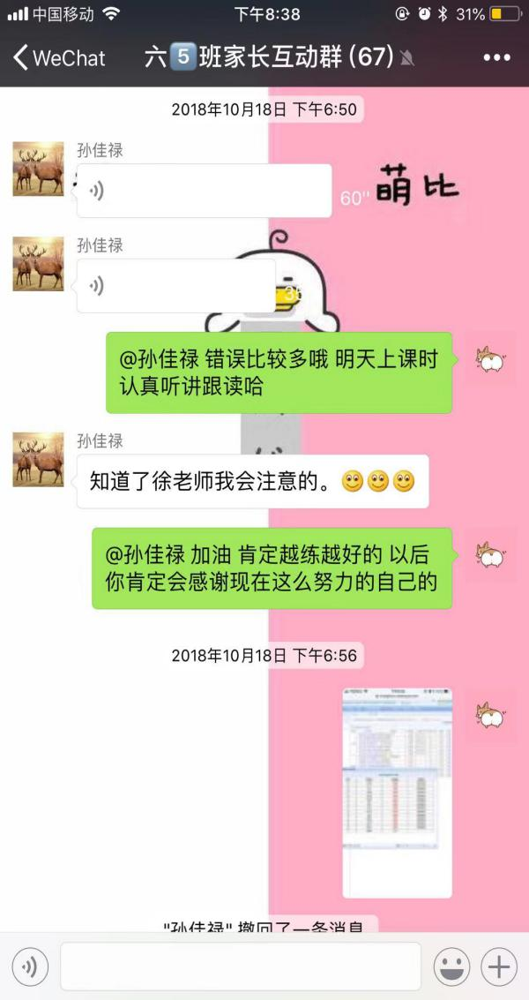 中国移动 下午8:38 31%
WeChat 六5️⃣班家长互动群 (67)
2018年10月18日 下午6:50
孙佳禄
60" 萌比
孙佳禄
@孙佳禄 错误比较多哦 明天上课时
认真听讲跟读哈
孙佳禄
知道了徐老师我会注意的。
@孙佳禄 加油 肯定越练越好的 以后
你肯定会感谢现在这么努力的自己的
2018年10月18日 下午6:56
"孙佳禄" 撤回了一条消息